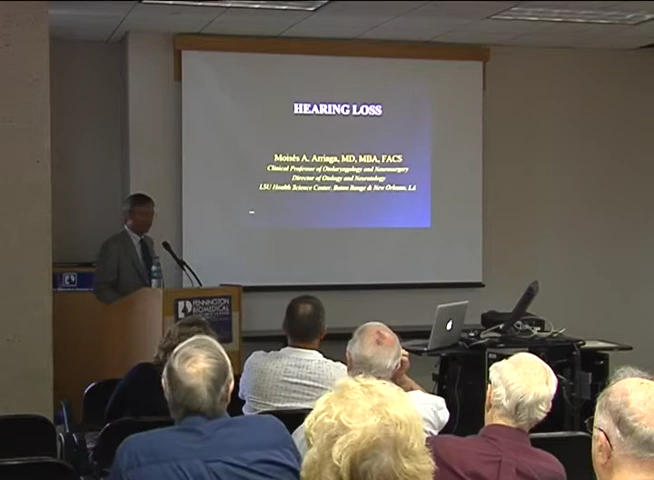 HEARING LOSS
Moisés A. Arriaga, MD, MBA, FACS
Clinical Professor of Otolaryngology and Neurosurgery
Director of Otology and Neurotology
LSU Health Science Center, Baton Rouge & New Orleans, LA
PENNINGTON
BIOMEDICAL